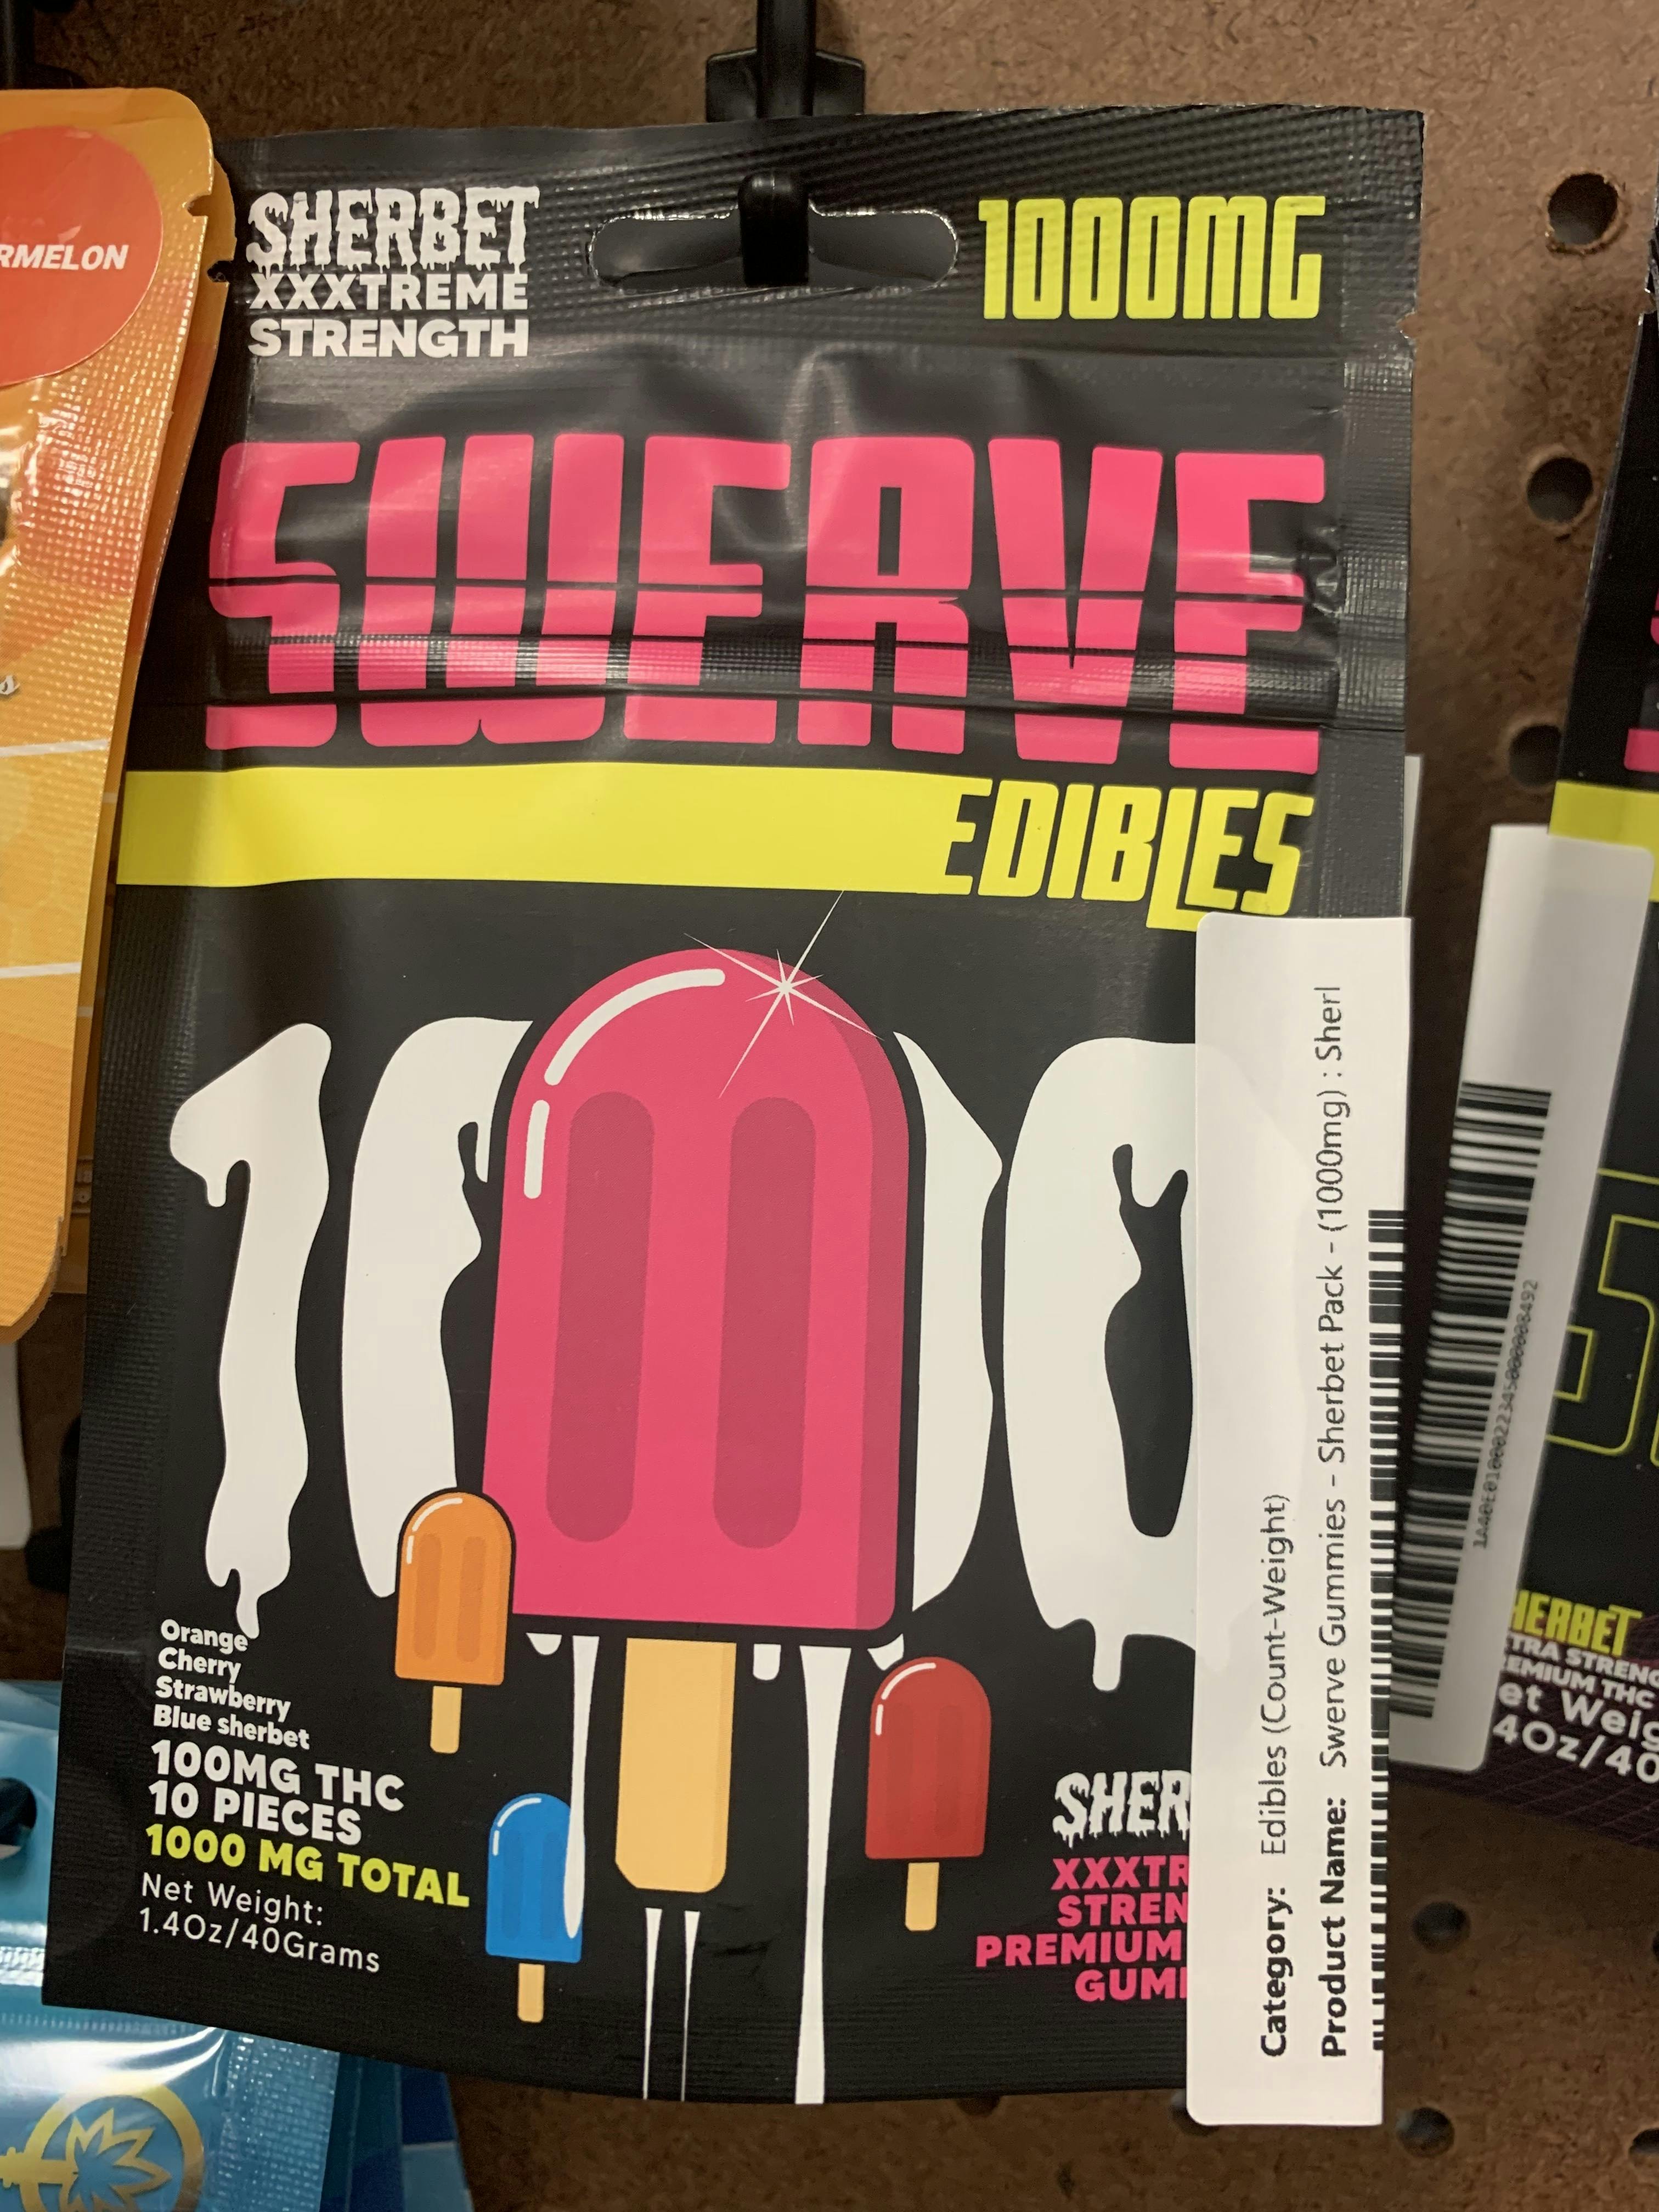 RMELON
SHERBET
XXXTREME
STRENGTH
1000MG
SWERVE
EDIBLES
Orange
Cherry
Strawberry
Blue sherbet
100MG THC
10 PIECES
1000 MG TOTAL
Net Weight:
1.4Oz/40Grams
SHER
XXXTR
STREN
PREMIUM
GUM
Category: Edibles (Count-Weight)
Product Name: Swerve Gummies - Sherbet Pack - (1000mg) : Sherl
HERBET
TRA STRENG
EMIUM THC
et Weig
4Oz/40